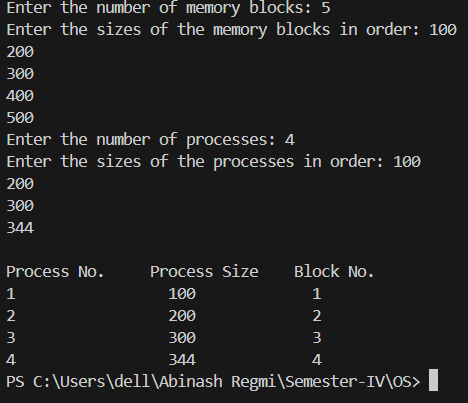 Enter the number of memory blocks: 5
Enter the sizes of the memory blocks in order: 100
200
300
400
500
Enter the number of processes: 4
Enter the sizes of the processes in order: 100
200
300
344
Process No. Process Size Block No.
1 100 1
2 200 2
3 300 3
4 344 4
PS C:\Users\dell\Abinash Regmi\Semester-IV\OS>